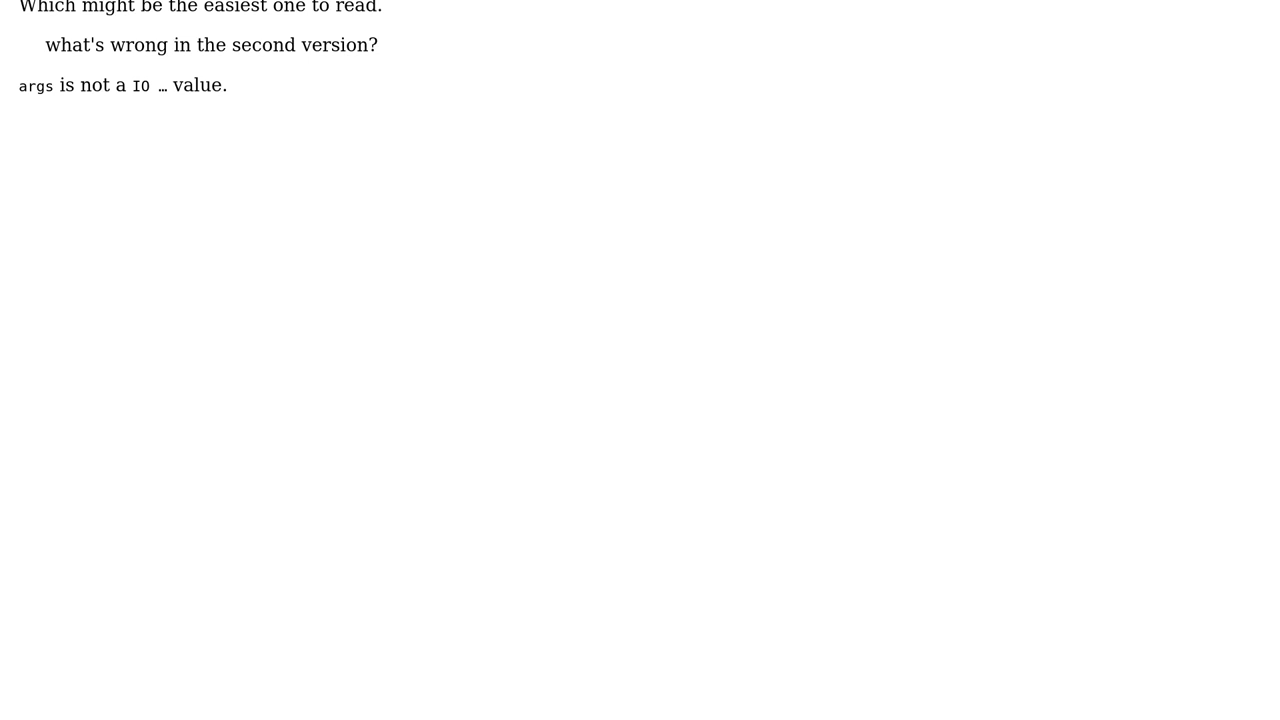 Which might be the easiest one to read.
what's wrong in the second version?
args is not a IO … value.